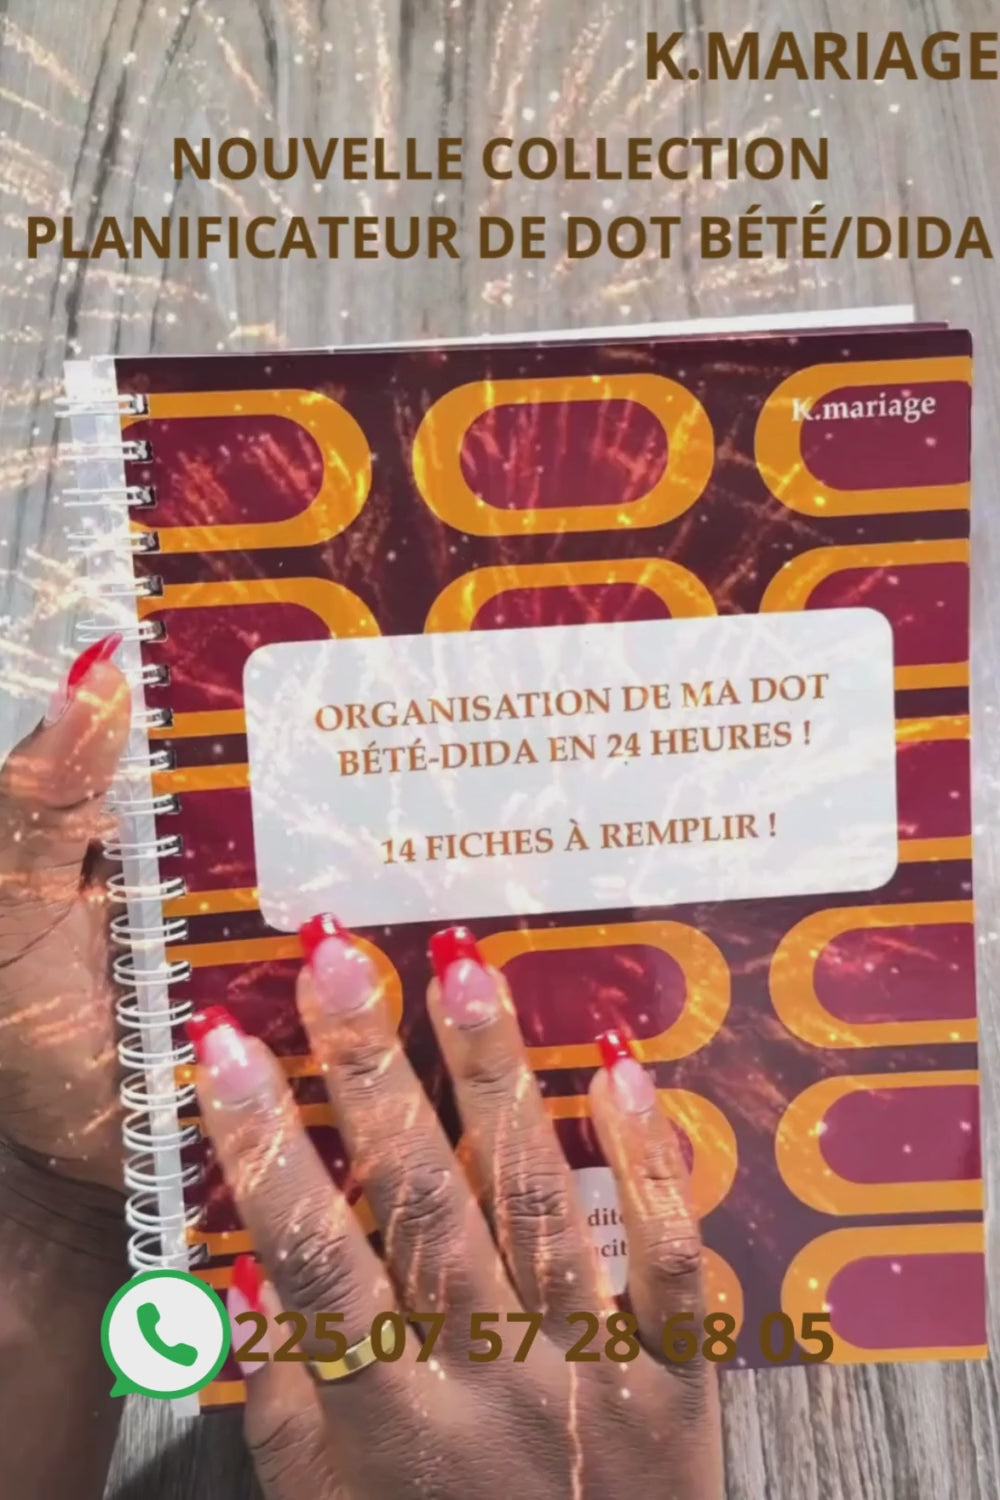 K.MARIAGE
NOUVELLE COLLECTION
PLANIFICATEUR DE DOT BÉTÉ/DIDA
K.mariage
ORGANISATION DE MA DOT
BÉTÉ-DIDA EN 24 HEURES !
14 FICHES À REMPLIR !
225 07 57 28 68 05